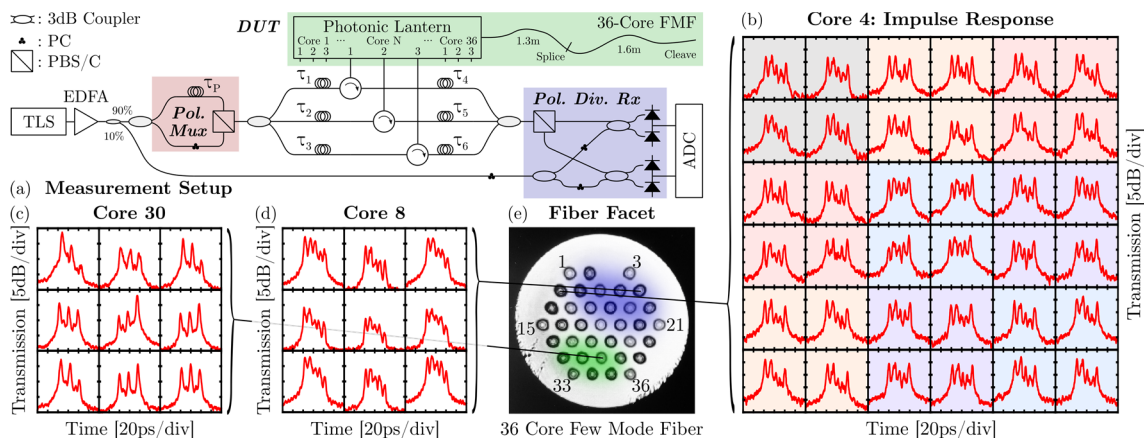 : 3dB Coupler
: PC
: PBS/C
DUT
Photonic Lantern
Core 1 ··· Core N ··· Core 36
1 2 3 1 2 3 1 2 3
36-Core FMF
1.3m
Splice
1.6m
Cleave
TLS
EDFA
90%
10%
τP
Pol.
Mux
τ1
τ2
τ3
τ4
τ5
τ6
Pol. Div. Rx
ADC
(a) Measurement Setup
(b) Core 4: Impulse Response
Transmission [5dB/div]
Time [20ps/div]
(c) Core 30
Transmission [5dB/div]
Time [20ps/div]
(d) Core 8
Transmission [5dB/div]
Time [20ps/div]
(e) Fiber Facet
1
3
15
21
33
36
36 Core Few Mode Fiber